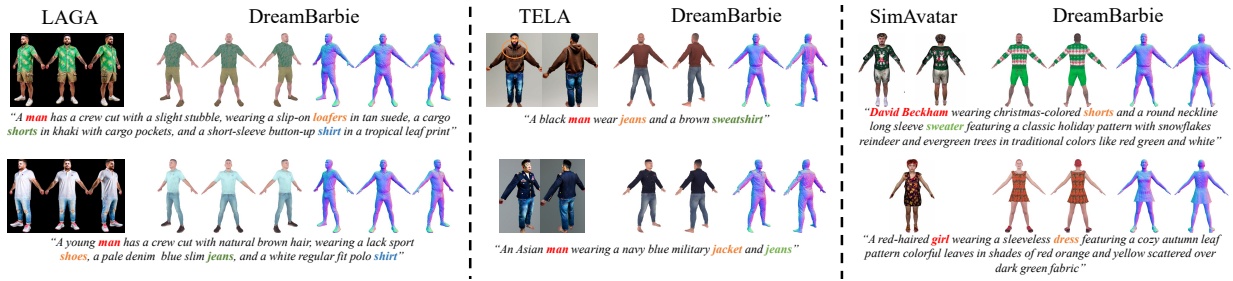 LAGA DreamBarbie
"A man has a crew cut with a slight stubble, wearing a slip-on loafers in tan suede, a cargo
shorts in khaki with cargo pockets, and a short-sleeve button-up shirt in a tropical leaf print"
"A young man has a crew cut with natural brown hair, wearing a lack sport
shoes, a pale denim blue slim jeans, and a white regular fit polo shirt"
TELA DreamBarbie
"A black man wear jeans and a brown sweatshirt"
"An Asian man wearing a navy blue military jacket and jeans"
SimAvatar DreamBarbie
"David Beckham wearing christmas-colored shorts and a round neckline
long sleeve sweater featuring a classic holiday pattern with snowflakes
reindeer and evergreen trees in traditional colors like red green and white"
"A red-haired girl wearing a sleeveless dress featuring a cozy autumn leaf
pattern colorful leaves in shades of red orange and yellow scattered over
dark green fabric"